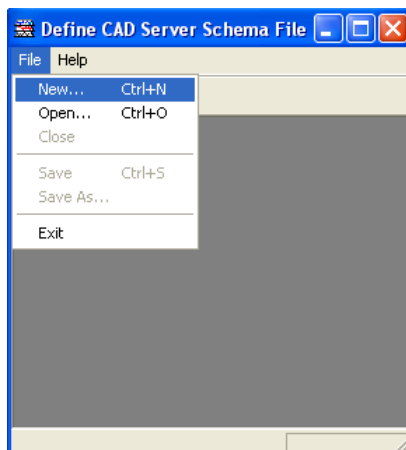 Define CAD Server Schema File
File Help
New... Ctrl+N
Open... Ctrl+O
Close
Save Ctrl+S
Save As...
Exit